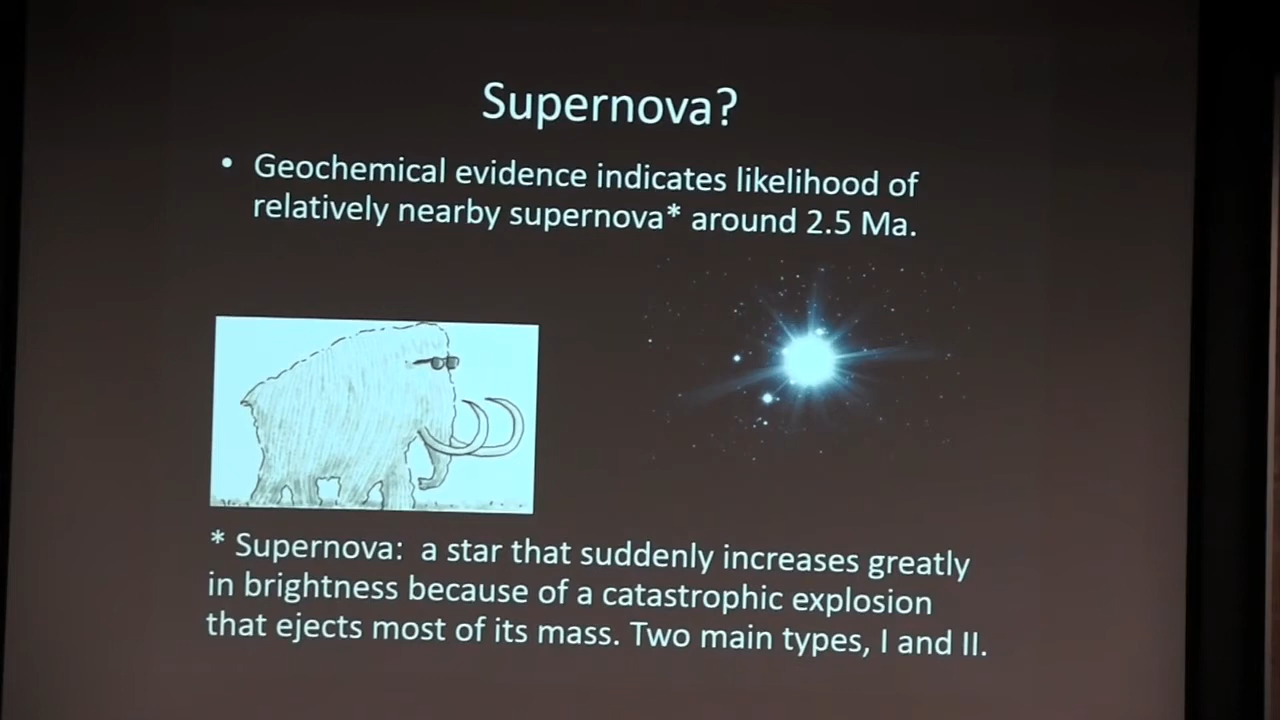 Supernova?
• Geochemical evidence indicates likelihood of
relatively nearby supernova* around 2.5 Ma.
* Supernova: a star that suddenly increases greatly
in brightness because of a catastrophic explosion
that ejects most of its mass. Two main types, I and II.